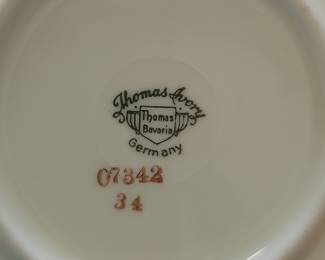 Thomas Ivory
Thomas
Bavaria
Germany
07342
34